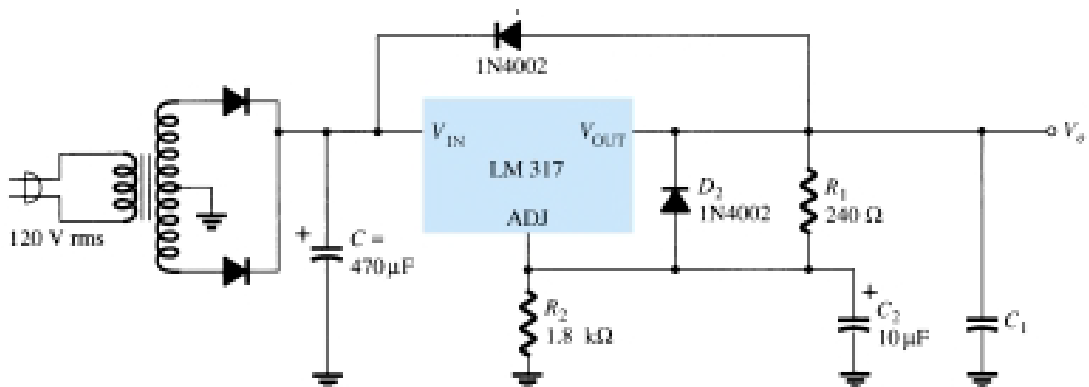 1N4002
V_IN
V_OUT
V_o
LM 317
ADJ
D_2
1N4002
R_1
240 Ω
120 V rms
+
C =
470 μF
R_2
1.8 kΩ
+
C_2
10 μF
C_1